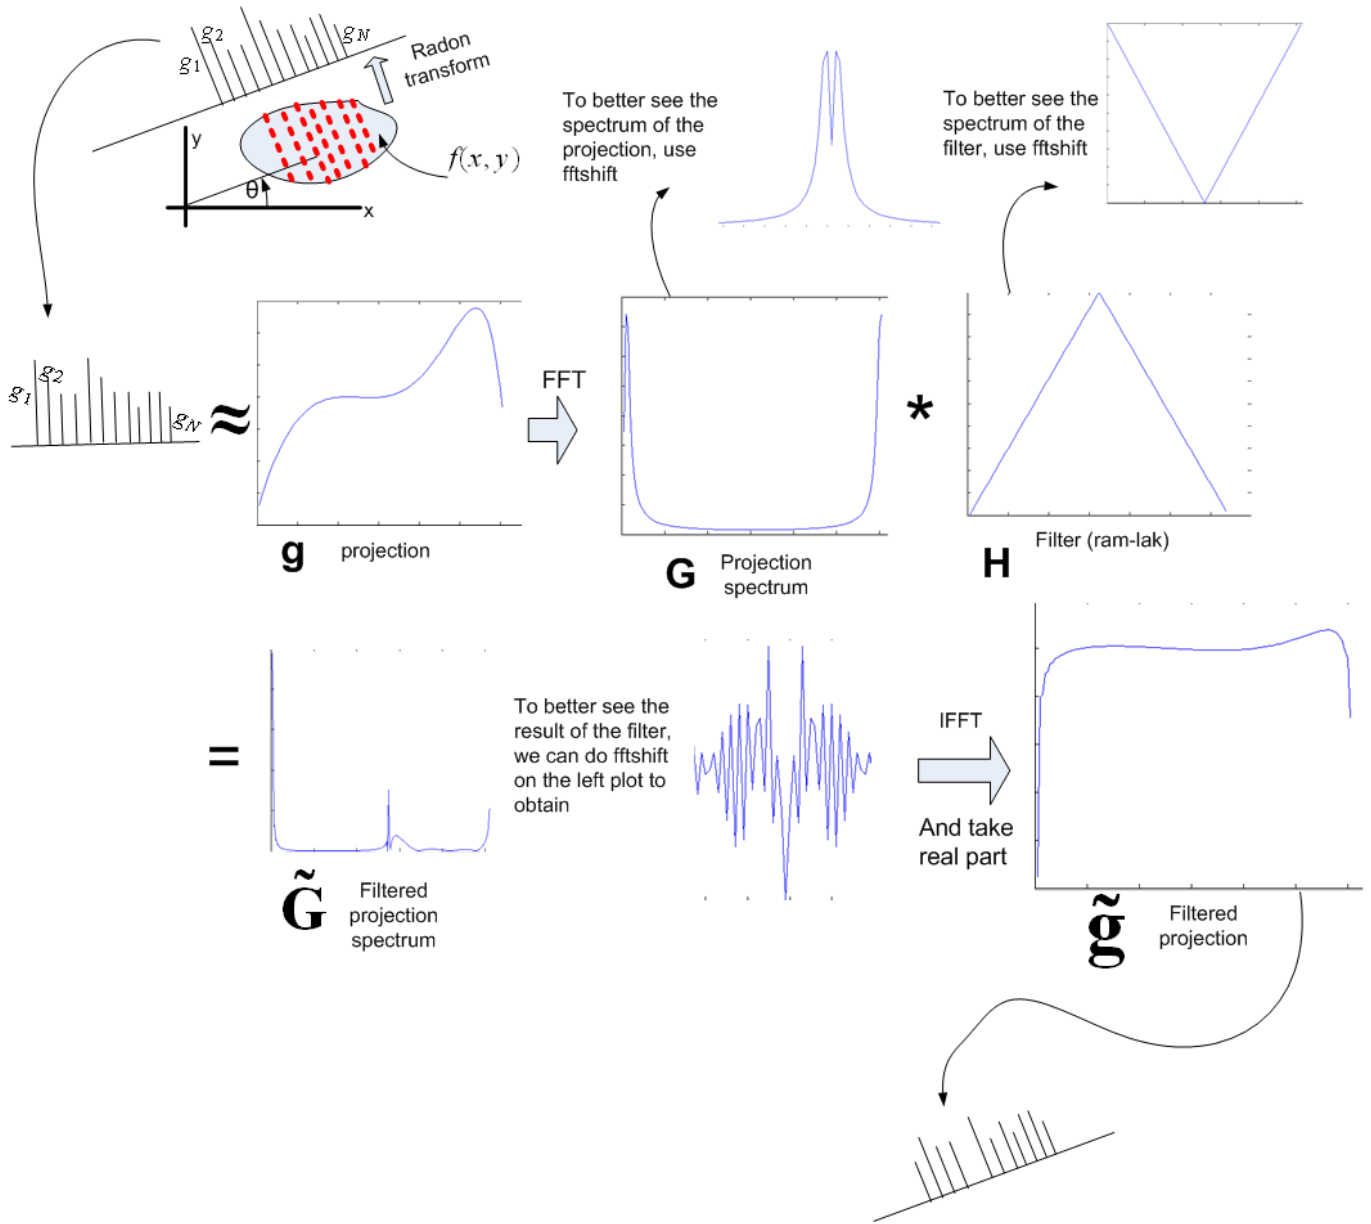 g1
g2
gN
Radon
transform
y
f(x, y)
θ
x
To better see the
spectrum of the
projection, use
fftshift
To better see the
spectrum of the
filter, use fftshift
g1
g2
gN
≈
FFT
*
g
projection
G
Projection
spectrum
H
Filter (ram-lak)
=
To better see the
result of the filter,
we can do fftshift
on the left plot to
obtain
IFFT
And take
real part
G̃
Filtered
projection
spectrum
g̃
Filtered
projection